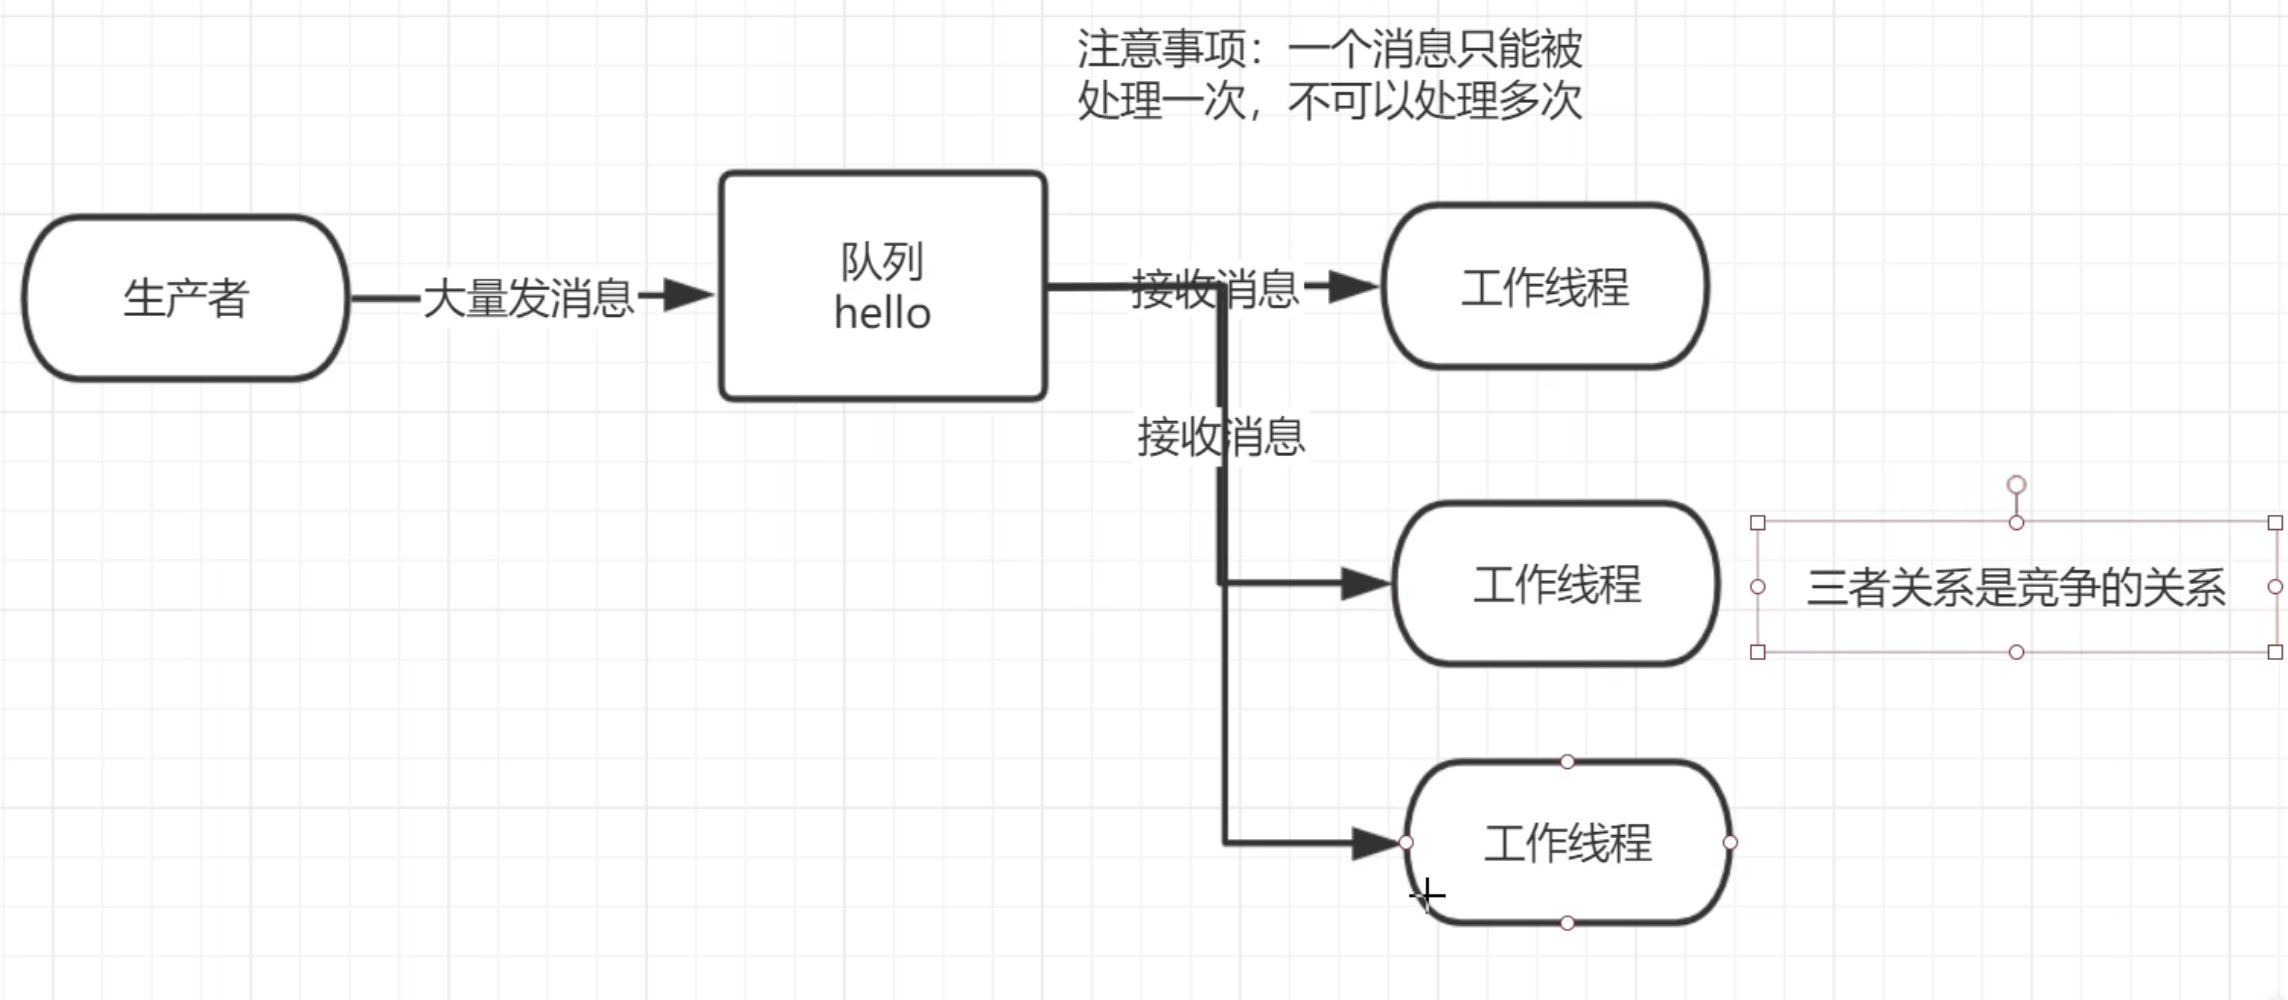 注意事项：一个消息只能被
处理一次，不可以处理多次
生产者
大量发消息
队列
hello
接收消息
工作线程
接收消息
工作线程
三者关系是竞争的关系
工作线程